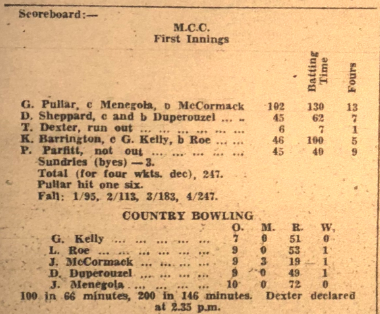 Scoreboard:—
M.C.C.
First Innings
Batting Time Fours
G. Pullar, c Menegola, b McCormack 102 130 13
D. Sheppard, c and b Duperouzel ... .. 45 62 7
T. Dexter, run out ... ... ... ... ... 6 7 1
K. Barrington, c G. Kelly, b Roe ... ... 46 100 5
P. Parfitt, not out ... ... ... ... ... 45 40 9
Sundries (byes) — 3.
Total (for four wkts. dec), 247.
Pullar hit one six.
Fall: 1/95, 2/113, 3/183, 4/247.
COUNTRY BOWLING
O. M. R. W.
G. Kelly ... ... ... ... 7 0 51 0
L. Roe ... ... ... ... 9 0 53 1
J. McCormack ... ... ... 9 3 19 1
D. Duperouzel ... ... ... 9 0 49 1
J. Menegola ... ... ... 10 0 72 0
100 in 66 minutes, 200 in 146 minutes. Dexter declared
at 2.35 p.m.